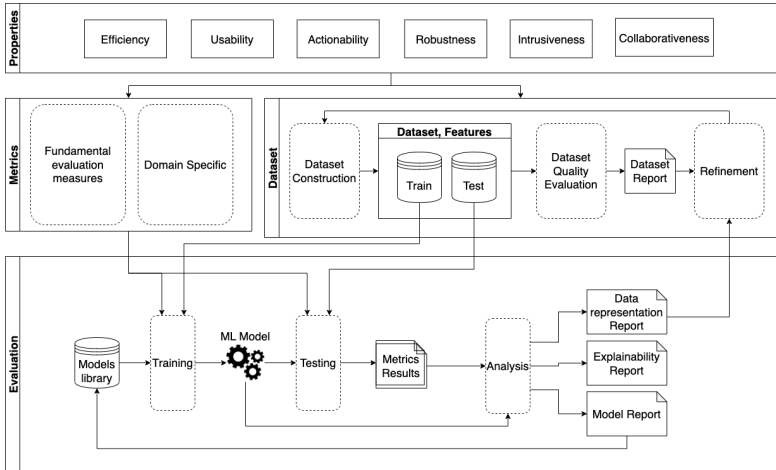 Properties
Efficiency
Usability
Actionability
Robustness
Intrusiveness
Collaborativeness
Metrics
Fundamental
evaluation
measures
Domain Specific
Dataset
Dataset
Construction
Dataset, Features
Train
Test
Dataset
Quality
Evaluation
Dataset
Report
Refinement
Evaluation
Models
library
Training
ML Model
Testing
Metrics
Results
Analysis
Data
representation
Report
Explainability
Report
Model Report